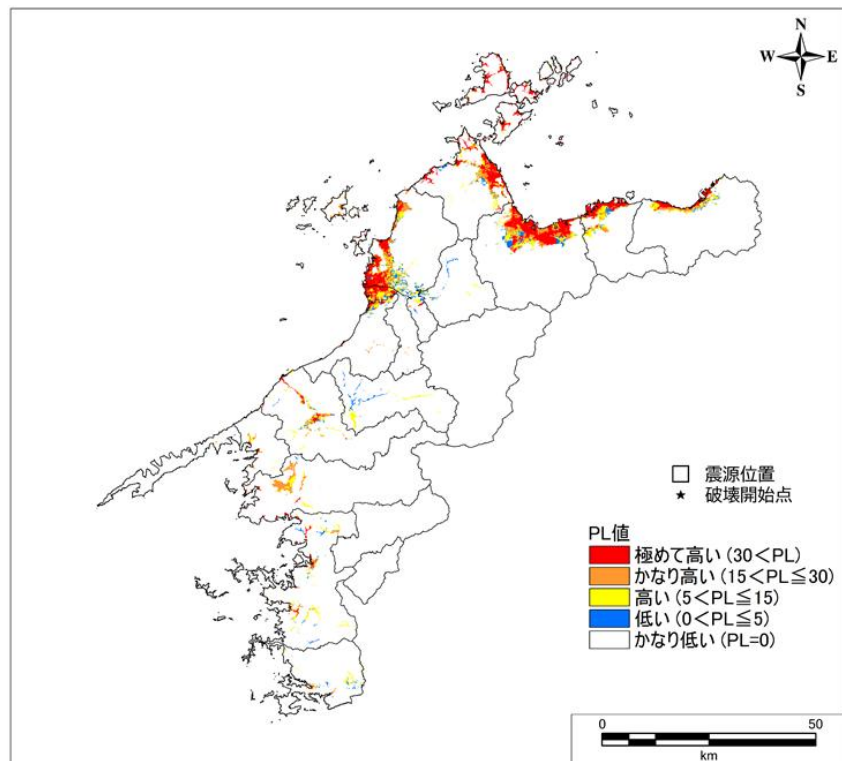 N
W E
S
震源位置
破壊開始点
PL値
極めて高い (30<PL)
かなり高い (15<PL≦30)
高い (5<PL≦15)
低い (0<PL≦5)
かなり低い (PL=0)
0 50
km